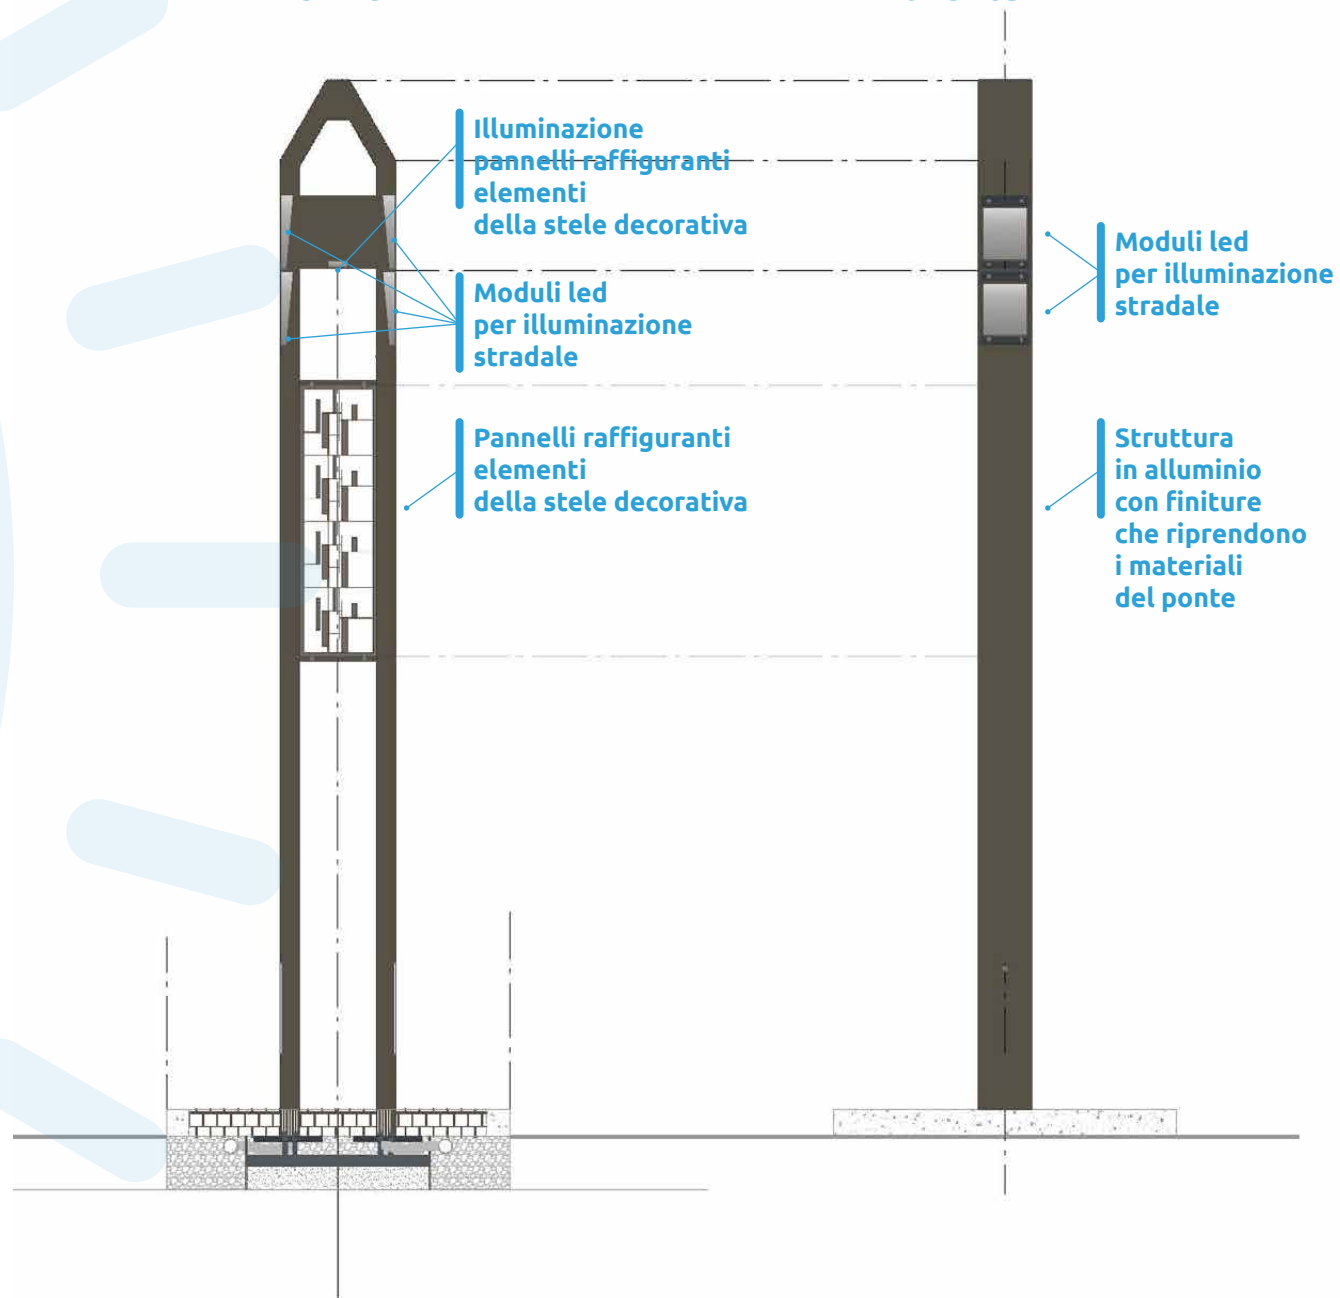 Illuminazione
pannelli raffiguranti
elementi
della stele decorativa
Moduli led
per illuminazione
stradale
Pannelli raffiguranti
elementi
della stele decorativa
Moduli led
per illuminazione
stradale
Struttura
in alluminio
con finiture
che riprendono
i materiali
del ponte